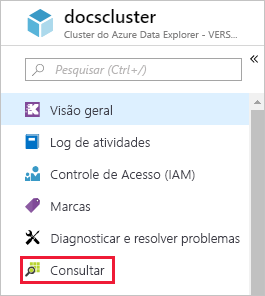 docscluster
Cluster do Azure Data Explorer - VERS...
Pesquisar (Ctrl+/)
Visão geral
Log de atividades
Controle de Acesso (IAM)
Marcas
Diagnosticar e resolver problemas
Consultar